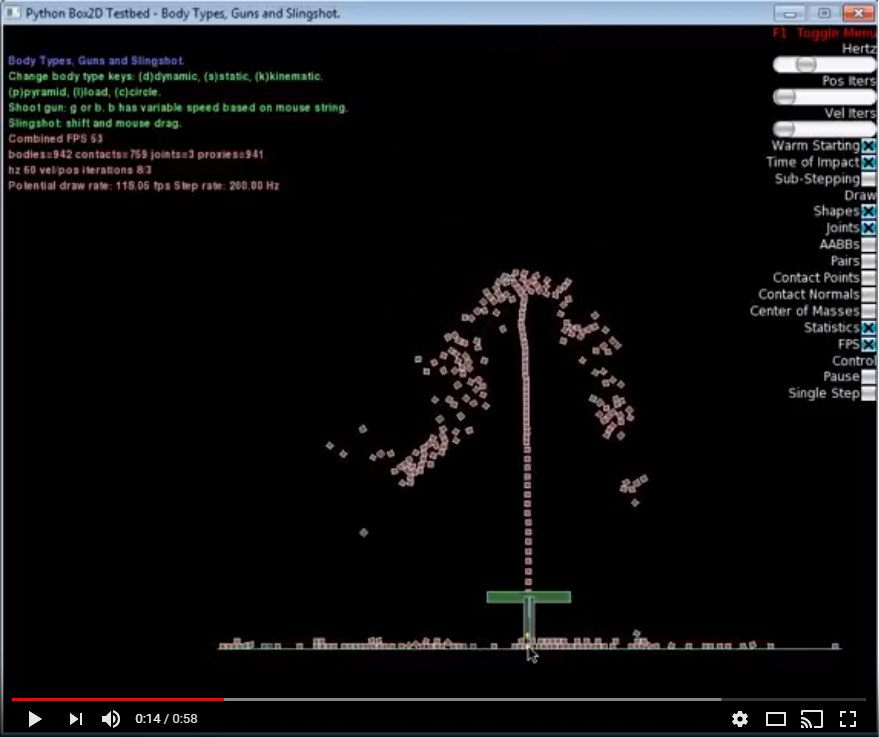 Python Box2D Testbed - Body Types, Guns and Slingshot.
F1 Toggle Menu
Body Types, Guns and Slingshot.
Change body type keys: (d)dynamic, (s)static, (k)kinematic.
(p)pyramid, (l)load, (c)circle.
Shoot gun: g or b. b has variable speed based on mouse string.
Slingshot: shift and mouse drag.
Combined FPS 53
bodies=942 contacts=759 joints=3 proxies=941
hz 60 vel/pos iterations 8/3
Potential draw rate: 118.05 fps Step rate: 200.00 Hz
Hertz
Pos Iters
Vel Iters
Warm Starting
Time of Impact
Sub-Stepping
Draw
Shapes
Joints
AABBs
Pairs
Contact Points
Contact Normals
Center of Masses
Statistics
FPS
Control
Pause
Single Step
0:14 / 0:58